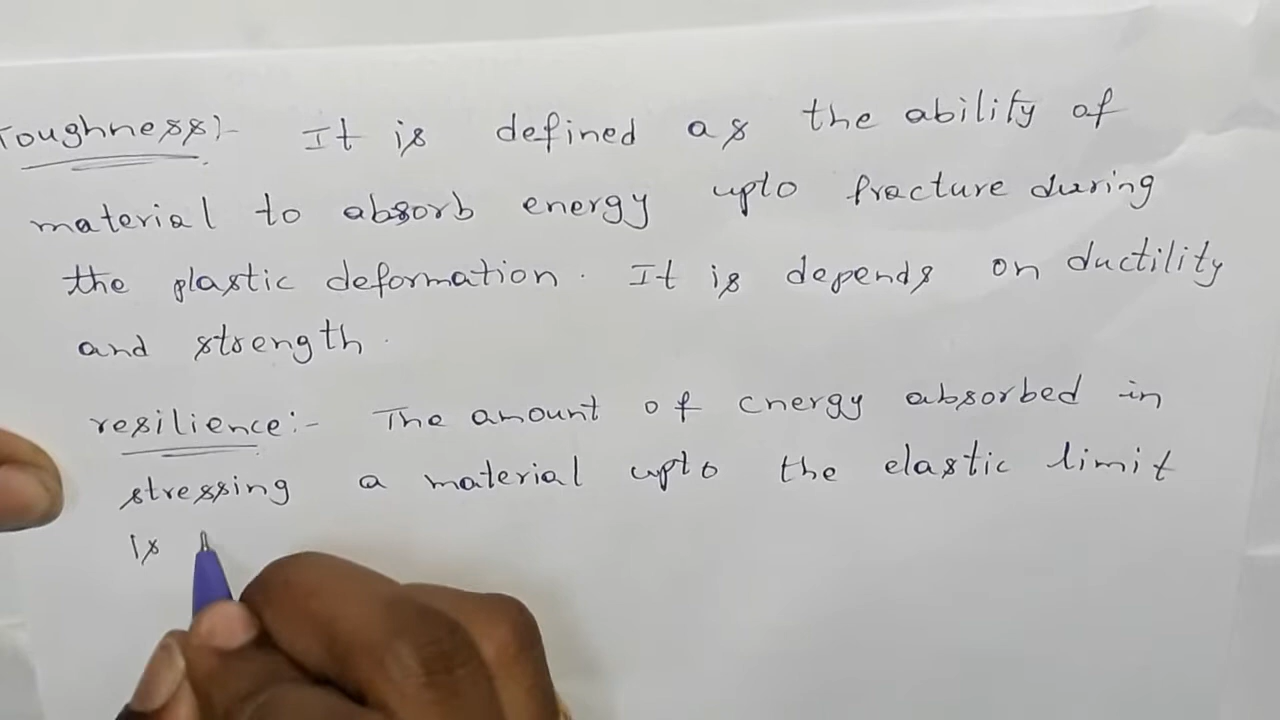 Toughness:- It is defined as the ability of
material to absorb energy upto fracture during
the plastic deformation. It is depends on ductility
and strength.
resilience:- The amount of energy absorbed in
stressing a material upto the elastic limit
is